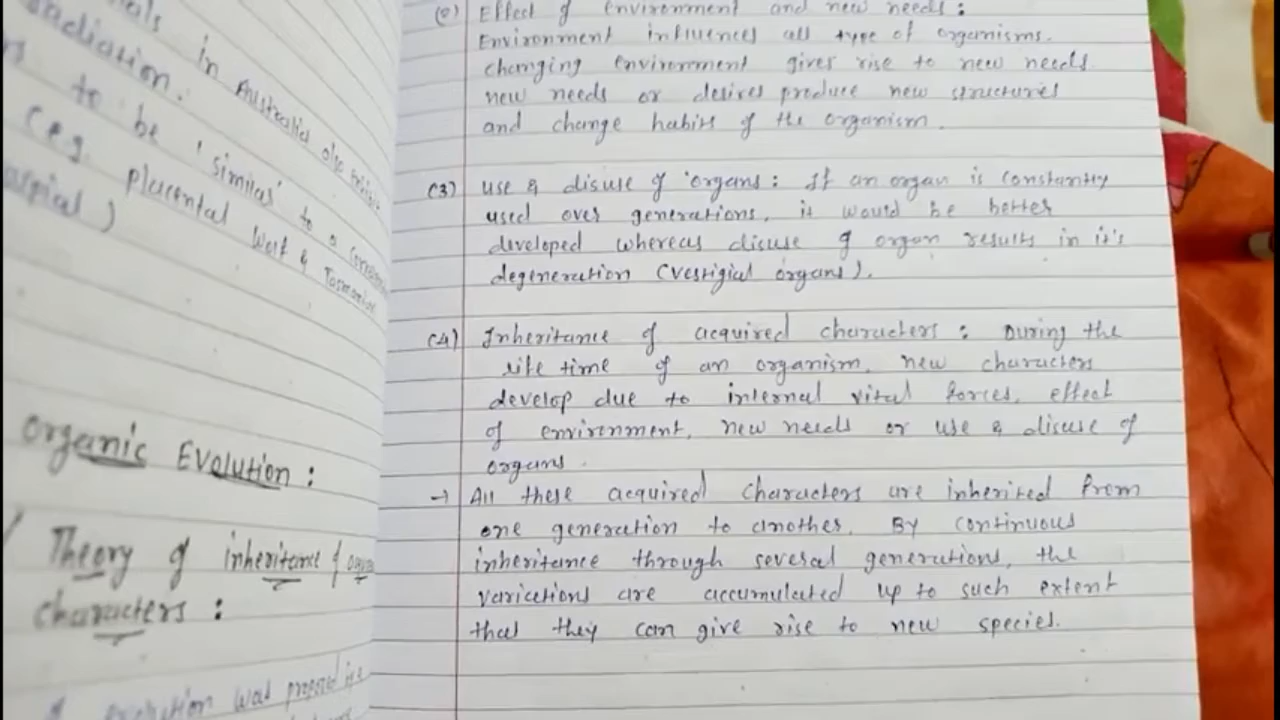 als in Australia also
radiation.
to be 'similar' to a
(e.g. placental wolf & Tasmanian
)
Organic Evolution :
Theory of inheritance of
characters :
evolution was
Effect of environment and new needs :
Environment influences all type of organisms.
changing environment gives rise to new needs
new needs or desires produce new structures
and change habits of the organism.
(3) use & disuse of organs : If an organ is constantly
used over generations, it would be better
developed whereas disuse of organ results in it's
degeneration (vestigial organs).
(4) Inheritance of acquired characters : During the
life time of an organism, new characters
develop due to internal vital forces, effect
of environment, new needs or use & disuse of
organs.
→ All these acquired characters are inherited from
one generation to another. By continuous
inheritance through several generations, the
variations are accumulated up to such extent
that they can give rise to new species.